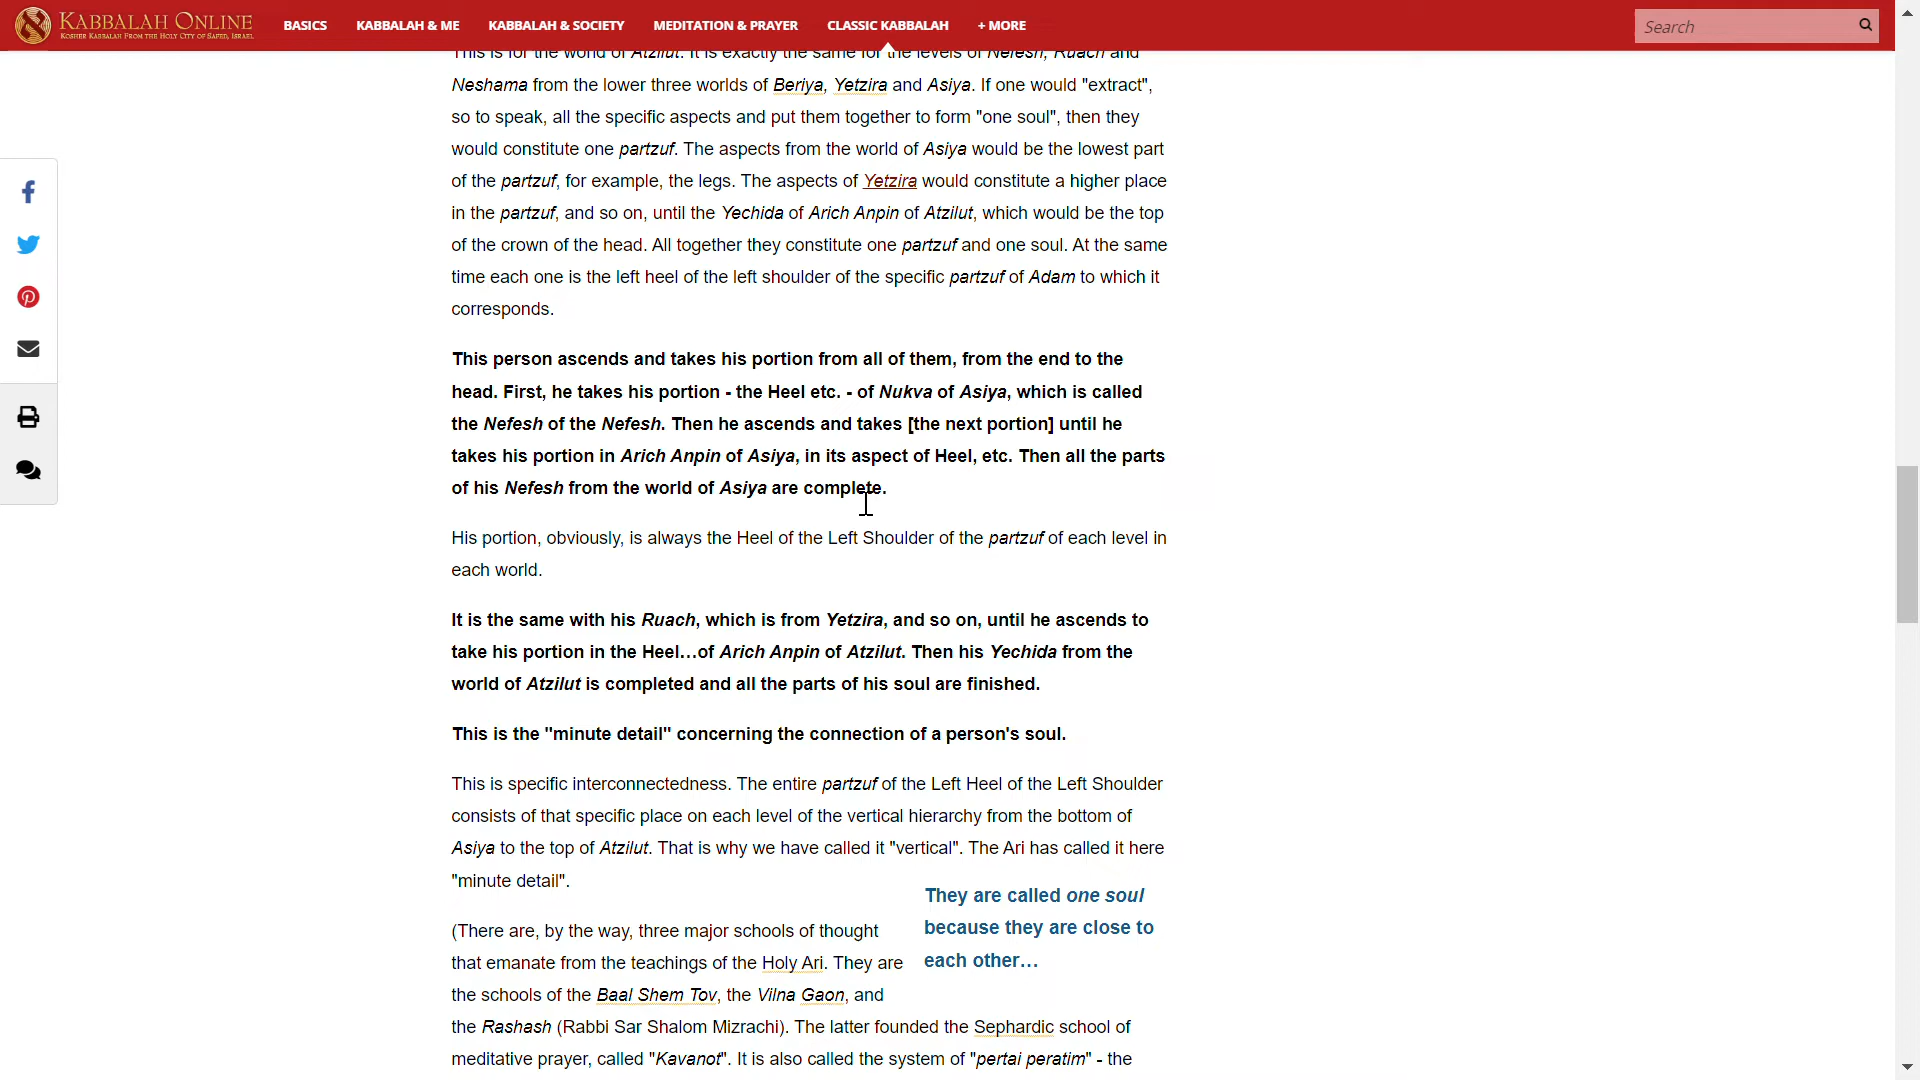 KABBALAH ONLINE
KOSHER KABBALAH FROM THE HOLY CITY OF SAFED, ISRAEL
BASICS KABBALAH & ME KABBALAH & SOCIETY MEDITATION & PRAYER CLASSIC KABBALAH + MORE
Search
This is for the world of Atzilut. It is exactly the same for the levels of Nefesh, Ruach and
Neshama from the lower three worlds of Beriya, Yetzira and Asiya. If one would "extract",
so to speak, all the specific aspects and put them together to form "one soul", then they
would constitute one partzuf. The aspects from the world of Asiya would be the lowest part
of the partzuf, for example, the legs. The aspects of Yetzira would constitute a higher place
in the partzuf, and so on, until the Yechida of Arich Anpin of Atzilut, which would be the top
of the crown of the head. All together they constitute one partzuf and one soul. At the same
time each one is the left heel of the left shoulder of the specific partzuf of Adam to which it
corresponds.
This person ascends and takes his portion from all of them, from the end to the
head. First, he takes his portion - the Heel etc. - of Nukva of Asiya, which is called
the Nefesh of the Nefesh. Then he ascends and takes [the next portion] until he
takes his portion in Arich Anpin of Asiya, in its aspect of Heel, etc. Then all the parts
of his Nefesh from the world of Asiya are complete.
His portion, obviously, is always the Heel of the Left Shoulder of the partzuf of each level in
each world.
It is the same with his Ruach, which is from Yetzira, and so on, until he ascends to
take his portion in the Heel…of Arich Anpin of Atzilut. Then his Yechida from the
world of Atzilut is completed and all the parts of his soul are finished.
This is the "minute detail" concerning the connection of a person's soul.
This is specific interconnectedness. The entire partzuf of the Left Heel of the Left Shoulder
consists of that specific place on each level of the vertical hierarchy from the bottom of
Asiya to the top of Atzilut. That is why we have called it "vertical". The Ari has called it here
"minute detail".
They are called one soul
because they are close to
each other…
(There are, by the way, three major schools of thought
that emanate from the teachings of the Holy Ari. They are
the schools of the Baal Shem Tov, the Vilna Gaon, and
the Rashash (Rabbi Sar Shalom Mizrachi). The latter founded the Sephardic school of
meditative prayer, called "Kavanot". It is also called the system of "pertai peratim" - the